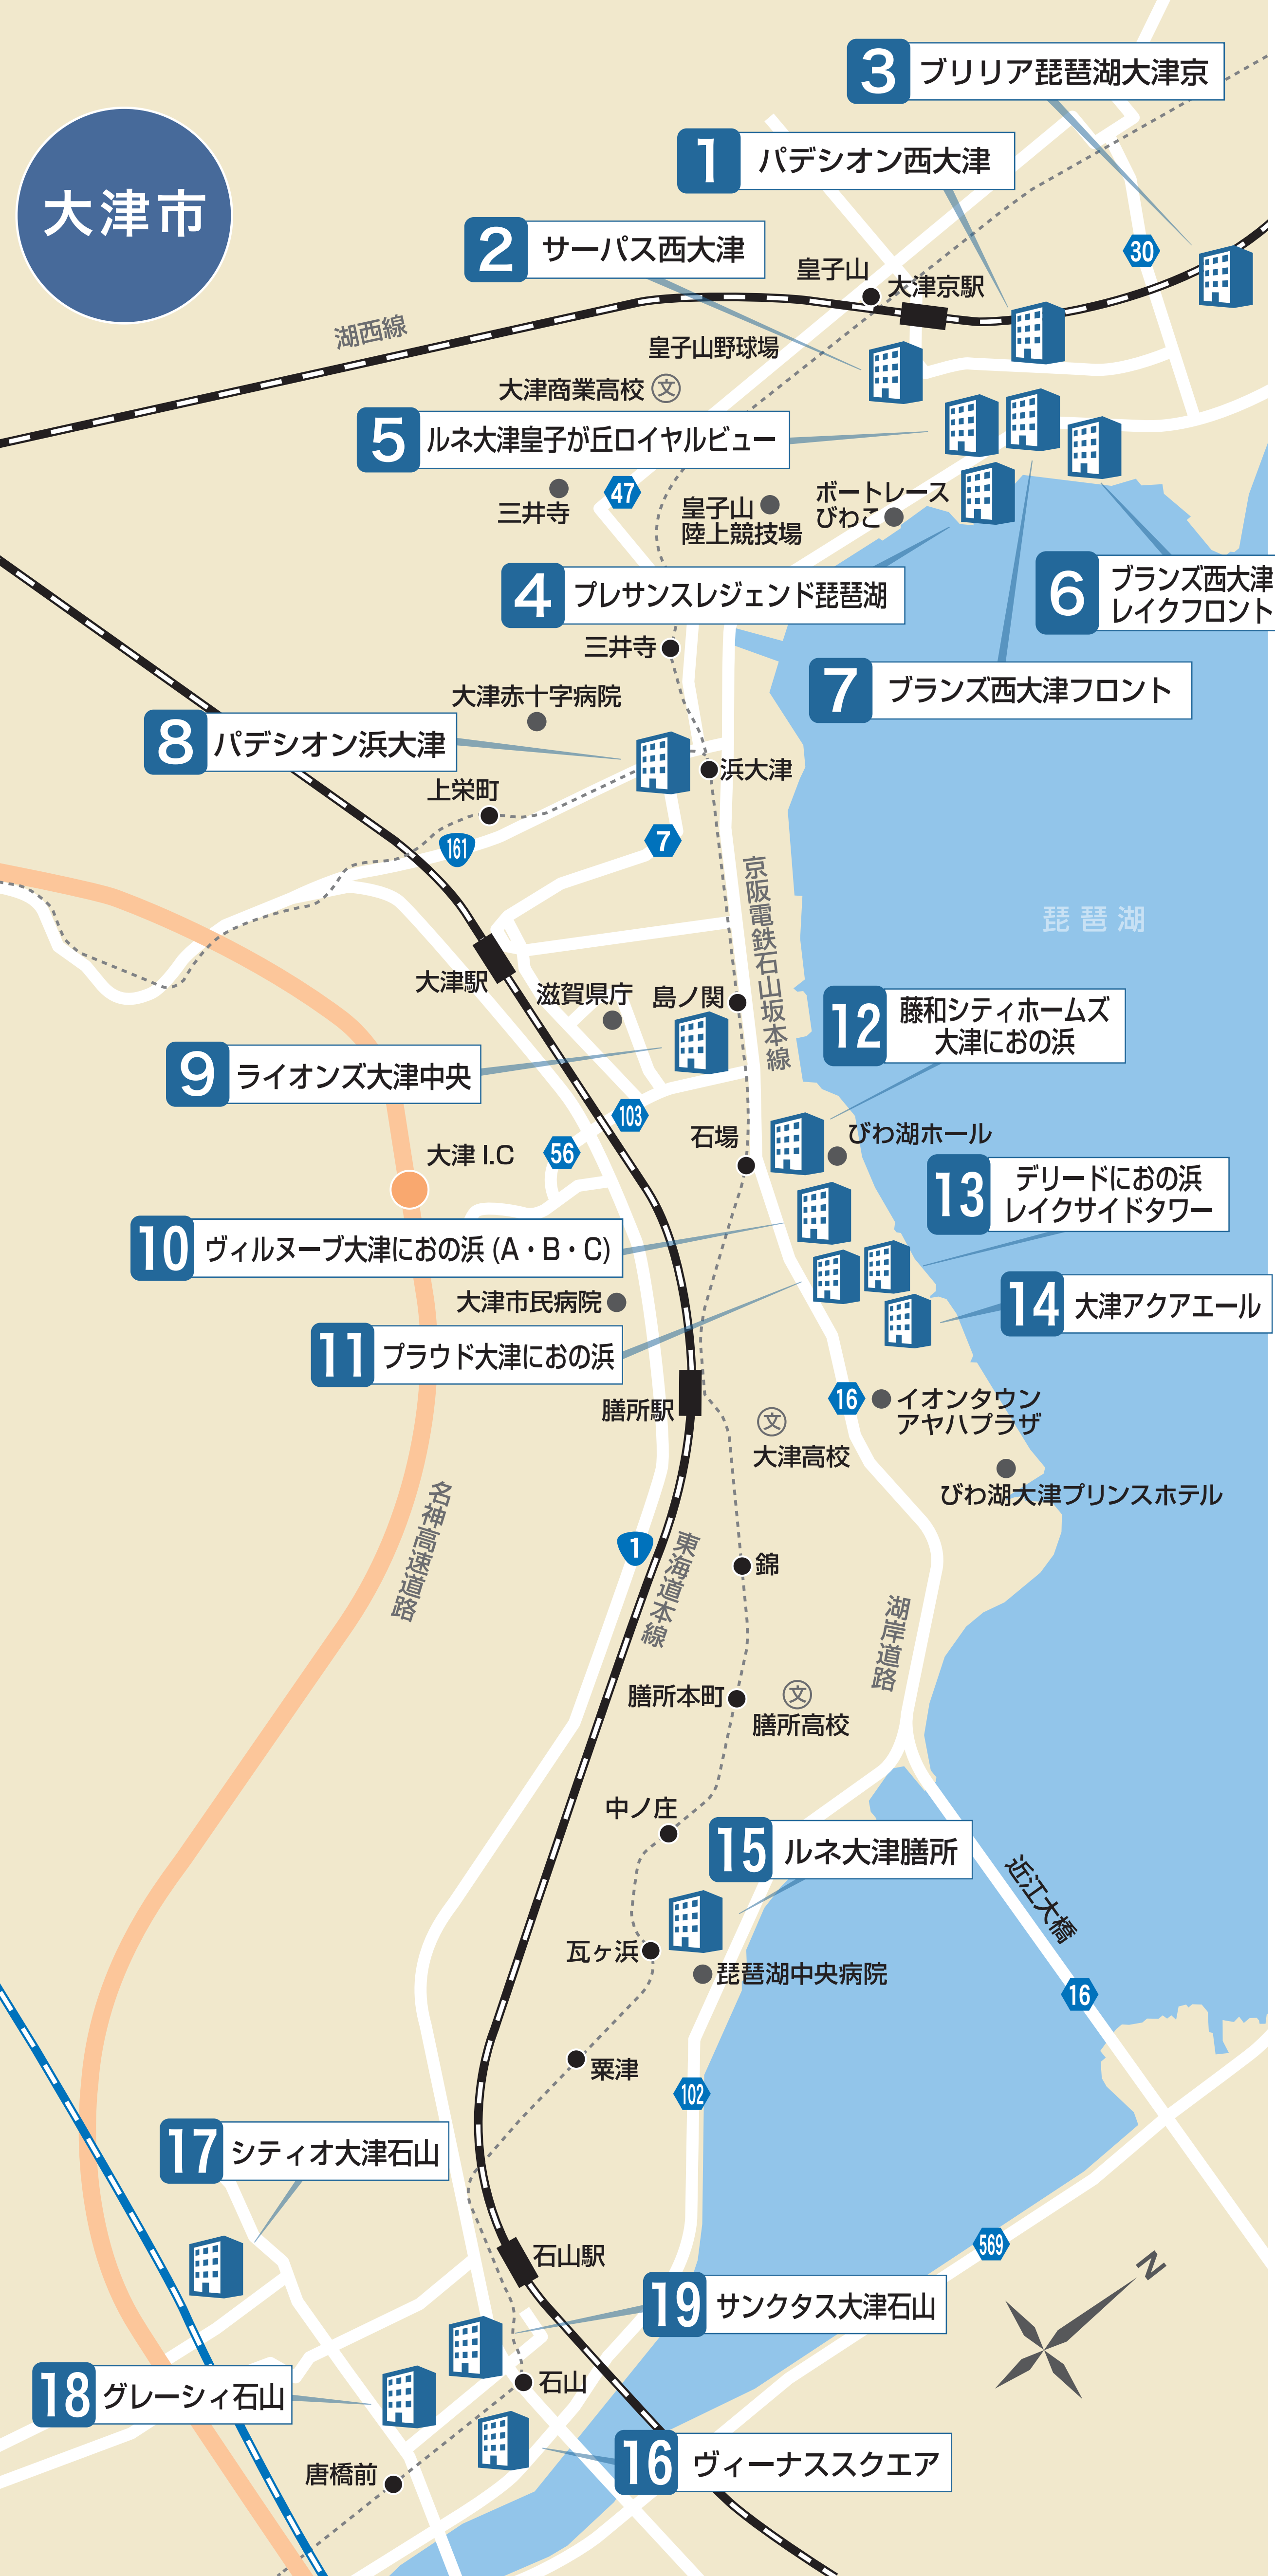 大津市
3
ブリリア琵琶湖大津京
1
パデシオン西大津
2
サーパス西大津
30
皇子山
大津京駅
湖西線
皇子山野球場
大津商業高校
文
5
ルネ大津皇子が丘ロイヤルビュー
47
三井寺
皇子山
陸上競技場
ボートレース
びわこ
4
プレサンスレジェンド琵琶湖
6
ブランズ西大津
レイクフロント
三井寺
7
ブランズ西大津フロント
大津赤十字病院
8
パデシオン浜大津
浜大津
上栄町
161
7
京阪電鉄石山坂本線
琵琶湖
大津駅
滋賀県庁
島ノ関
12
藤和シティホームズ
大津におの浜
9
ライオンズ大津中央
103
56
石場
びわ湖ホール
大津 I.C
13
デリードにおの浜
レイクサイドタワー
10
ヴィルヌーブ大津におの浜 (A・B・C)
大津市民病院
14
大津アクアエール
11
プラウド大津におの浜
膳所駅
16
イオンタウン
アヤハプラザ
文
大津高校
びわ湖大津プリンスホテル
名神高速道路
1
東海道本線
錦
湖岸道路
膳所本町
文
膳所高校
中ノ庄
15
ルネ大津膳所
近江大橋
瓦ヶ浜
琵琶湖中央病院
16
粟津
102
17
シティオ大津石山
569
石山駅
N
19
サンクタス大津石山
18
グレーシィ石山
石山
16
ヴィーナススクエア
唐橋前